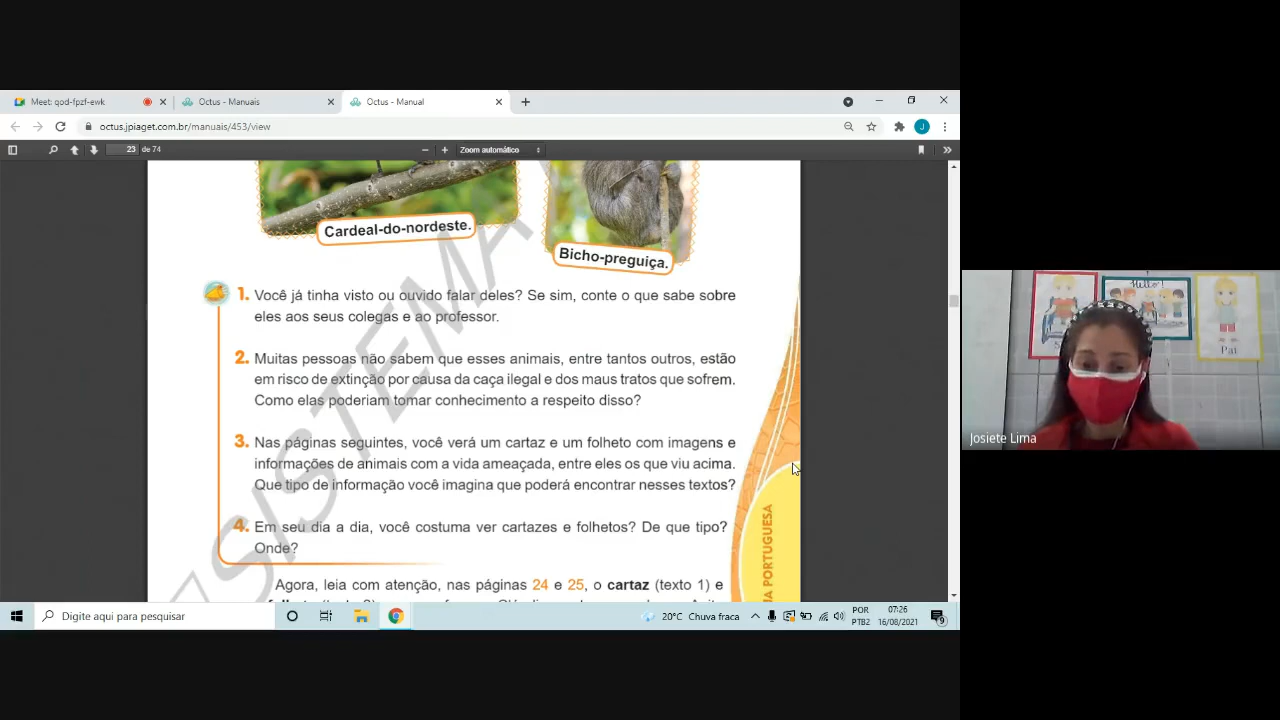 Meet: qod-fpzf-ewk
Octus - Manuais
Octus - Manual
octus.jpiaget.com.br/manuais/453/view
23 de 74
Zoom automático
Cardeal-do-nordeste.
Bicho-preguiça.
1. Você já tinha visto ou ouvido falar deles? Se sim, conte o que sabe sobre
eles aos seus colegas e ao professor.
2. Muitas pessoas não sabem que esses animais, entre tantos outros, estão
em risco de extinção por causa da caça ilegal e dos maus tratos que sofrem.
Como elas poderiam tomar conhecimento a respeito disso?
3. Nas páginas seguintes, você verá um cartaz e um folheto com imagens e
informações de animais com a vida ameaçada, entre eles os que viu acima.
Que tipo de informação você imagina que poderá encontrar nesses textos?
4. Em seu dia a dia, você costuma ver cartazes e folhetos? De que tipo?
Onde?
Agora, leia com atenção, nas páginas 24 e 25, o cartaz (texto 1) e
SISTEMA
PORTUGUESA
Hello!
Pai
Josiete Lima
Digite aqui para pesquisar
20°C Chuva fraca
POR
PTB2
07:26
16/08/2021
9
J